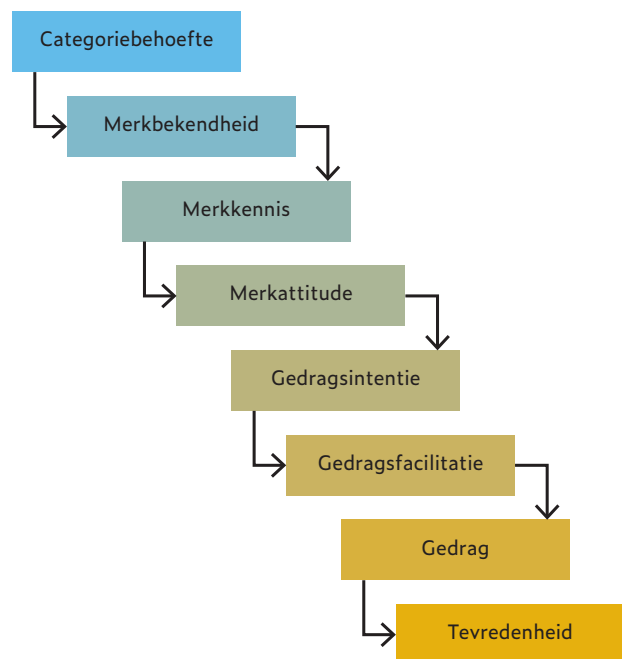 Categoriebehoefte
Merkbekendheid
Merkkennis
Merkattitude
Gedragsintentie
Gedragsfacilitatie
Gedrag
Tevredenheid